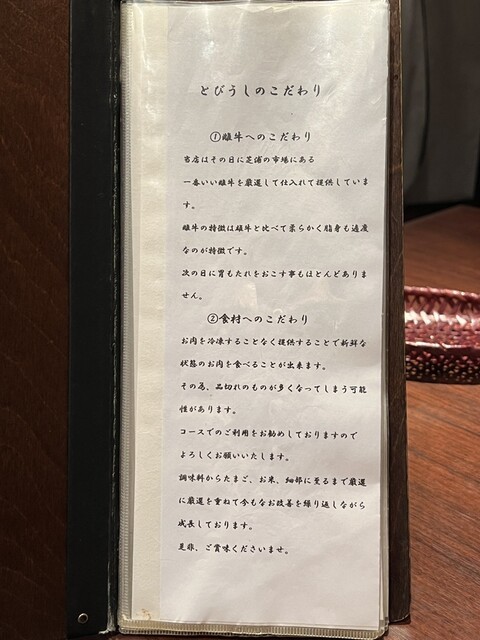 とびうしのこだわり
①雌牛へのこだわり
当店はその日に芝浦の市場にある
一番いい雌牛を厳選して仕入れて提供していま
す。
雌牛の特徴は雄牛と比べて柔らかく脂身も適度
なのが特徴です。
次の日に胃もたれをおこす事もほとんどありま
せん。
②食材へのこだわり
お肉を冷凍することなく提供することで新鮮な
状態のお肉を食べることが出来ます。
その為、品切れのものが多くなってしまう可能
性があります。
コースでのご利用をお勧めしておりますので
よろしくお願いいたします。
調味料からたまご、お米、細部に至るまで厳選
に厳選を重ねて今もなお改善を繰り返しながら
成長しております。
是非、ご賞味くださいませ。